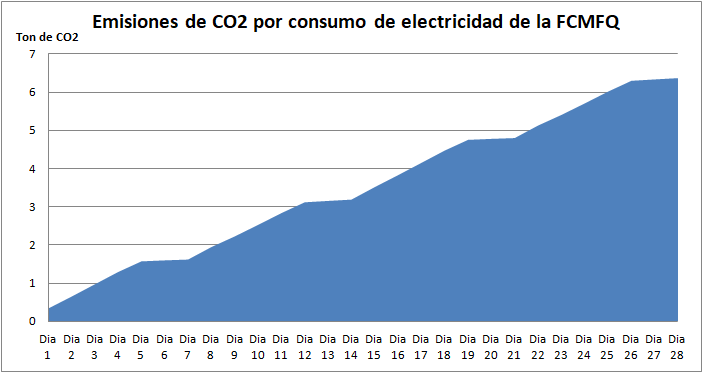 Emisiones de CO2 por consumo de electricidad de la FCMFQ
Ton de CO2
7
6
5
4
3
2
1
0
Dia Dia Dia Dia Dia Dia Dia Dia Dia Dia Dia Dia Dia Dia Dia Dia Dia Dia Dia Dia Dia Dia Dia Dia Dia Dia Dia Dia
1 2 3 4 5 6 7 8 9 10 11 12 13 14 15 16 17 18 19 20 21 22 23 24 25 26 27 28